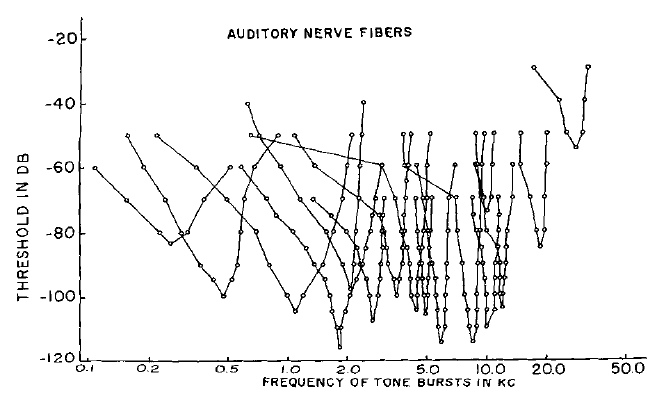 AUDITORY NERVE FIBERS
THRESHOLD IN DB
-20
-40
-60
-80
-100
-120
0.1 0.2 0.5 1.0 2.0 5.0 10.0 20.0 50.0
FREQUENCY OF TONE BURSTS IN KC